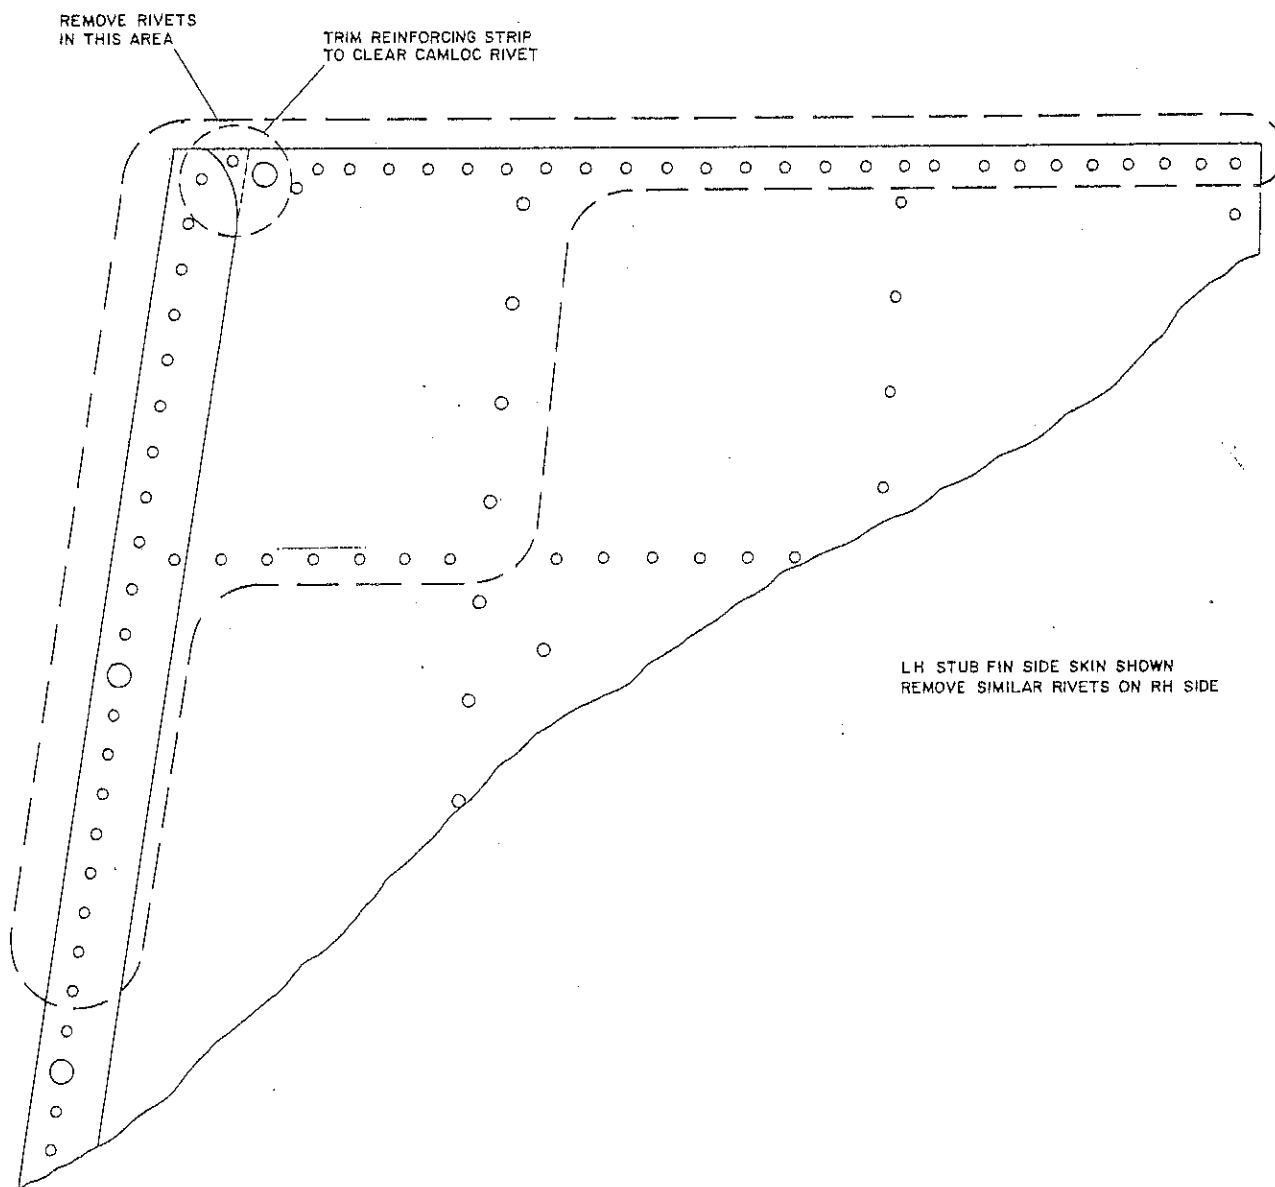 REMOVE RIVETS
IN THIS AREA
TRIM REINFORCING STRIP
TO CLEAR CAMLOC RIVET
LH STUB FIN SIDE SKIN SHOWN
REMOVE SIMILAR RIVETS ON RH SIDE